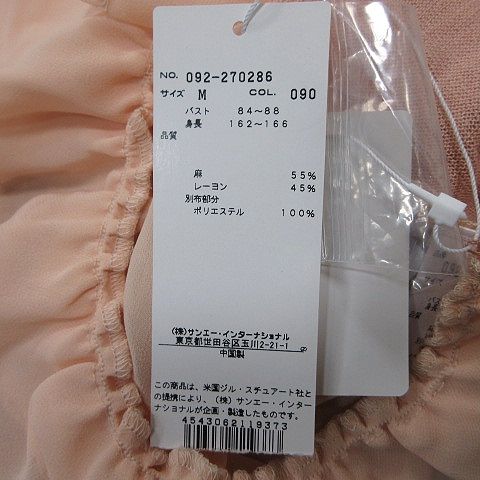 NO. 092-270286
サイズ M COL. 090
バスト 84〜88
身長 162〜166
品質
麻 55%
レーヨン 45%
別布部分
ポリエステル 100%
(株)サンエー・インターナショナル
東京都世田谷区玉川2-21-1
中国製
この商品は、米国ジル・スチュアート社と
の提携により、(株)サンエー・インター
ナショナルが企画・製造したものです。
4543062119373
090